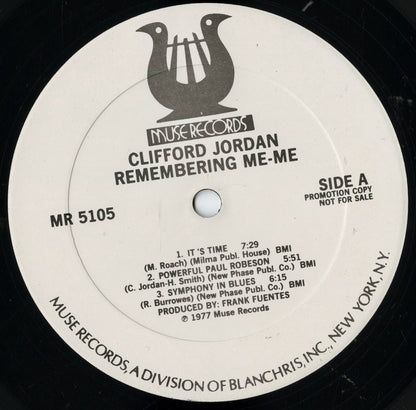 MUSE RECORDS
CLIFFORD JORDAN
REMEMBERING ME-ME
MR 5105
SIDE A
PROMOTION COPY
NOT FOR SALE
1. IT'S TIME 7:29
(M. Roach) (Milma Publ. House) BMI
2. POWERFUL PAUL ROBESON 5:51
(C. Jordan-H. Smith) (New Phase Publ. Co.) BMI
3. SYMPHONY IN BLUES 6:15
(R. Burrowes) (New Phase Publ. Co.) BMI
PRODUCED BY: FRANK FUENTES
℗ 1977 Muse Records
MUSE RECORDS, A DIVISION OF BLANCHRIS, INC., NEW YORK, N.Y.